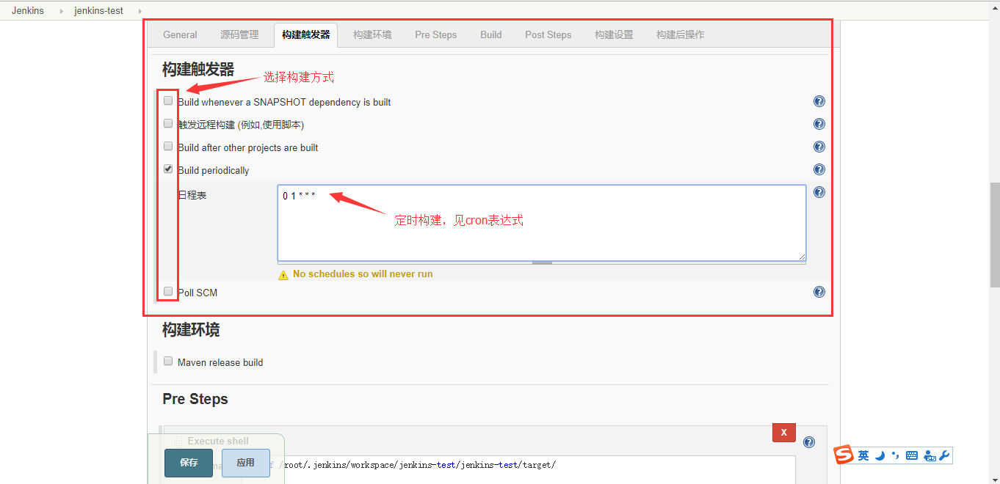 Jenkins jenkins-test
General 源码管理 构建触发器 构建环境 Pre Steps Build Post Steps 构建设置 构建后操作
构建触发器
选择构建方式
Build whenever a SNAPSHOT dependency is built
触发远程构建 (例如,使用脚本)
Build after other projects are built
Build periodically
日程表
0 1 * * *
定时构建，见cron表达式
No schedules so will never run
Poll SCM
构建环境
Maven release build
Pre Steps
X
Execute shell
保存 应用
/root/.jenkins/workspace/jenkins-test/jenkins-test/target/
英